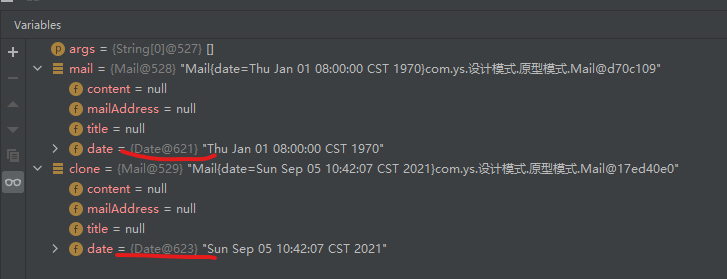 Variables
args = {String[0]@527} []
mail = {Mail@528} "Mail{date=Thu Jan 01 08:00:00 CST 1970}com.ys.设计模式.原型模式.Mail@d70c109"
content = null
mailAddress = null
title = null
date = {Date@621} "Thu Jan 01 08:00:00 CST 1970"
clone = {Mail@529} "Mail{date=Sun Sep 05 10:42:07 CST 2021}com.ys.设计模式.原型模式.Mail@17ed40e0"
content = null
mailAddress = null
title = null
date = {Date@623} "Sun Sep 05 10:42:07 CST 2021"